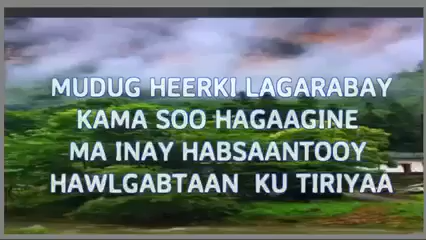 MUDUG HEERKI LAGARABAY
KAMA SOO HAGAAGINE
MA INAY HABSAANTOOY
HAWLGABTAAN KU TIRIYAA